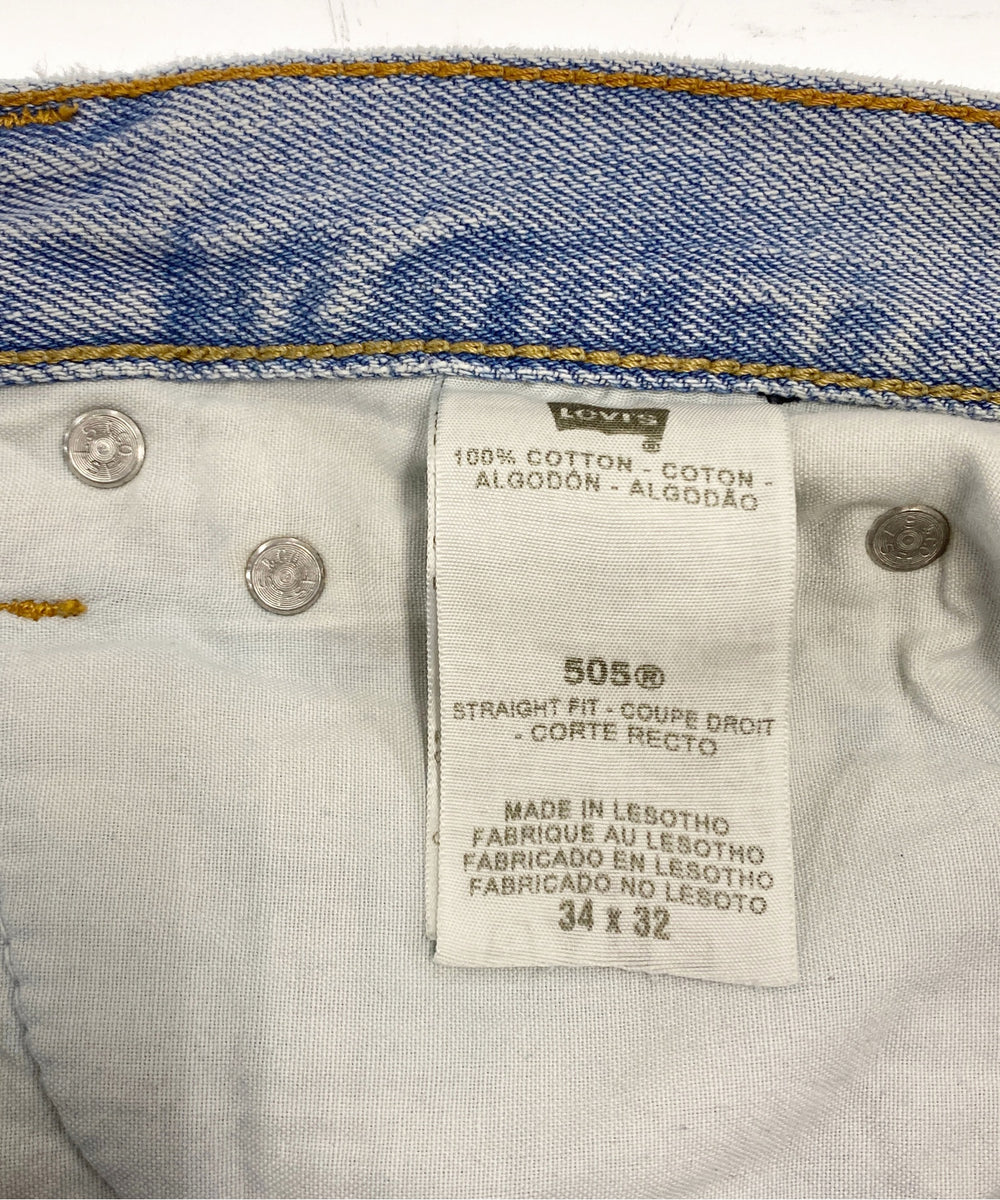 LEVI'S
®
100% COTTON - COTON -
ALGODÓN - ALGODÃO
505®
STRAIGHT FIT - COUPE DROIT
- CORTE RECTO
MADE IN LESOTHO
FABRIQUE AU LESOTHO
FABRICADO EN LESOTHO
FABRICADO NO LESOTO
34 x 32